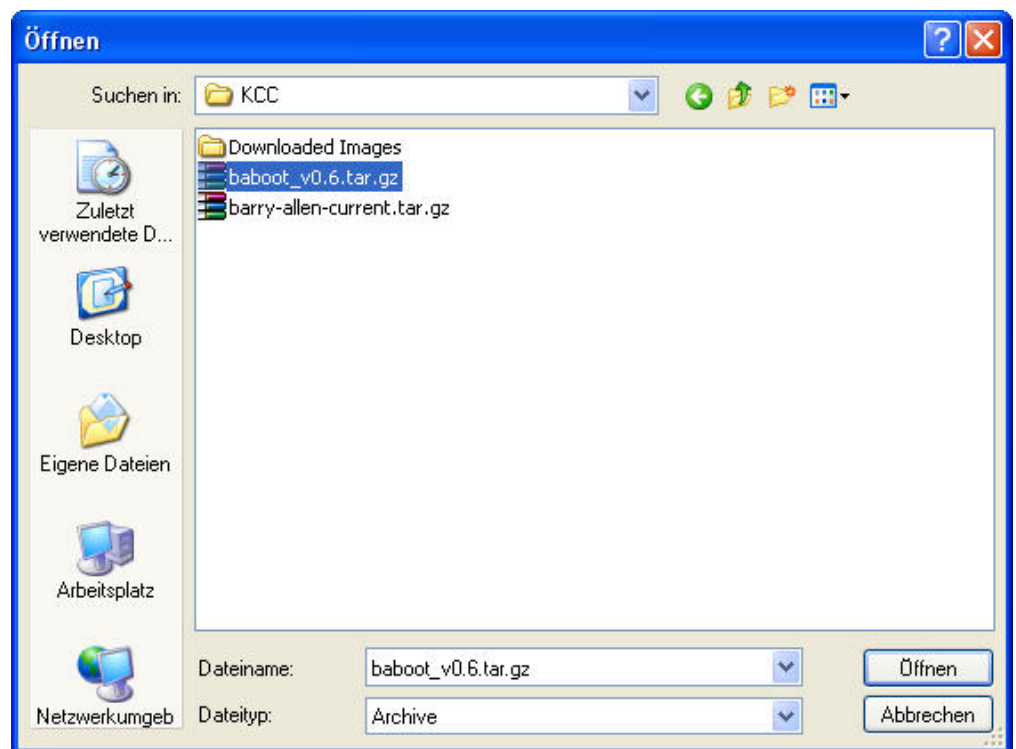 Öffnen
Suchen in: KCC
Downloaded Images
baboot_v0.6.tar.gz
barry-allen-current.tar.gz
Zuletzt
verwendete D...
Desktop
Eigene Dateien
Arbeitsplatz
Netzwerkumgeb
Dateiname: baboot_v0.6.tar.gz Öffnen
Dateityp: Archive Abbrechen